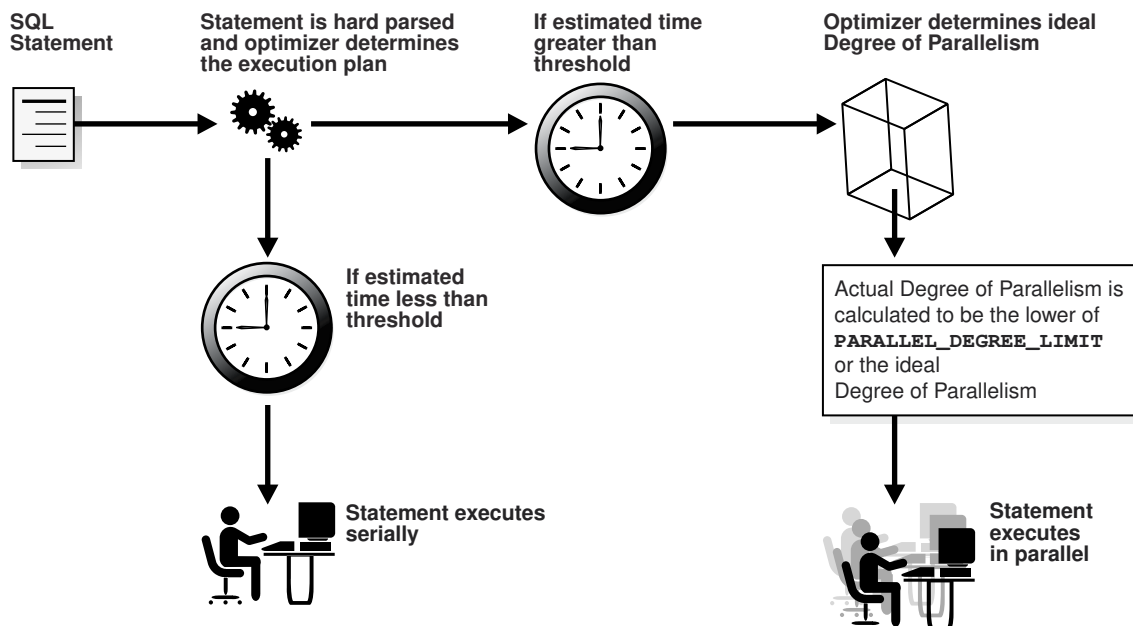 SQL
Statement
Statement is hard parsed
and optimizer determines
the execution plan
If estimated time
greater than
threshold
Optimizer determines ideal
Degree of Parallelism
If estimated
time less than
threshold
Actual Degree of Parallelism is
calculated to be the lower of
PARALLEL_DEGREE_LIMIT
or the ideal
Degree of Parallelism
Statement executes
serially
Statement
executes
in parallel